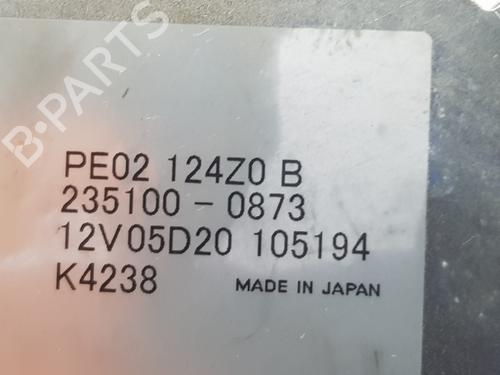 B-PARTS
PE02 124Z0 B
235100-0873
12V05D20 105194
K4238 MADE IN JAPAN